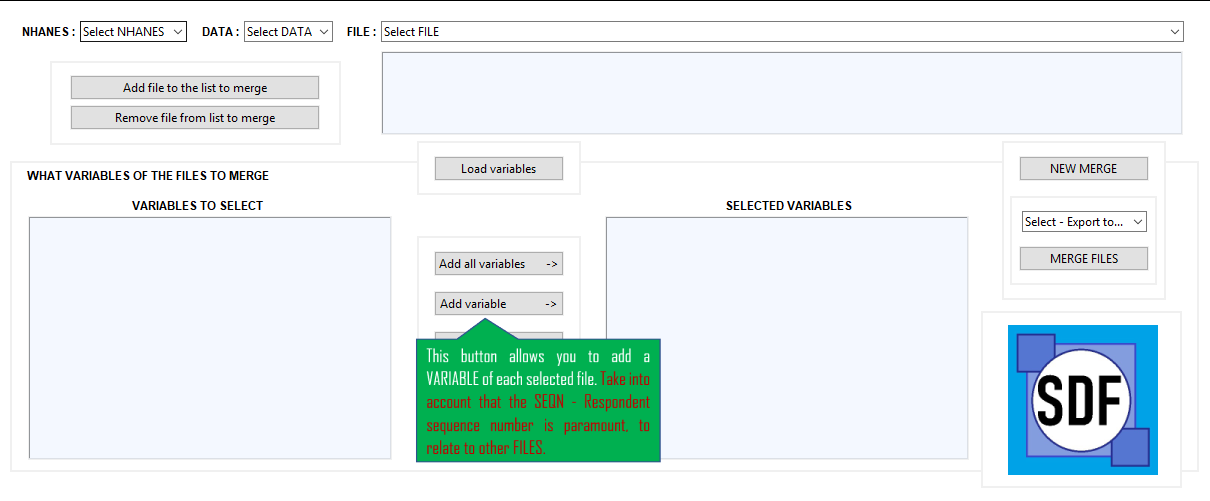 NHANES : Select NHANES DATA : Select DATA FILE : Select FILE
Add file to the list to merge
Remove file from list to merge
Load variables
NEW MERGE
WHAT VARIABLES OF THE FILES TO MERGE
VARIABLES TO SELECT
SELECTED VARIABLES
Select - Export to...
Add all variables ->
MERGE FILES
Add variable ->
This button allows you to add a
VARIABLE of each selected file. Take into
account that the SEQN - Respondent
sequence number is paramount, to
relate to other FILES.
SDF